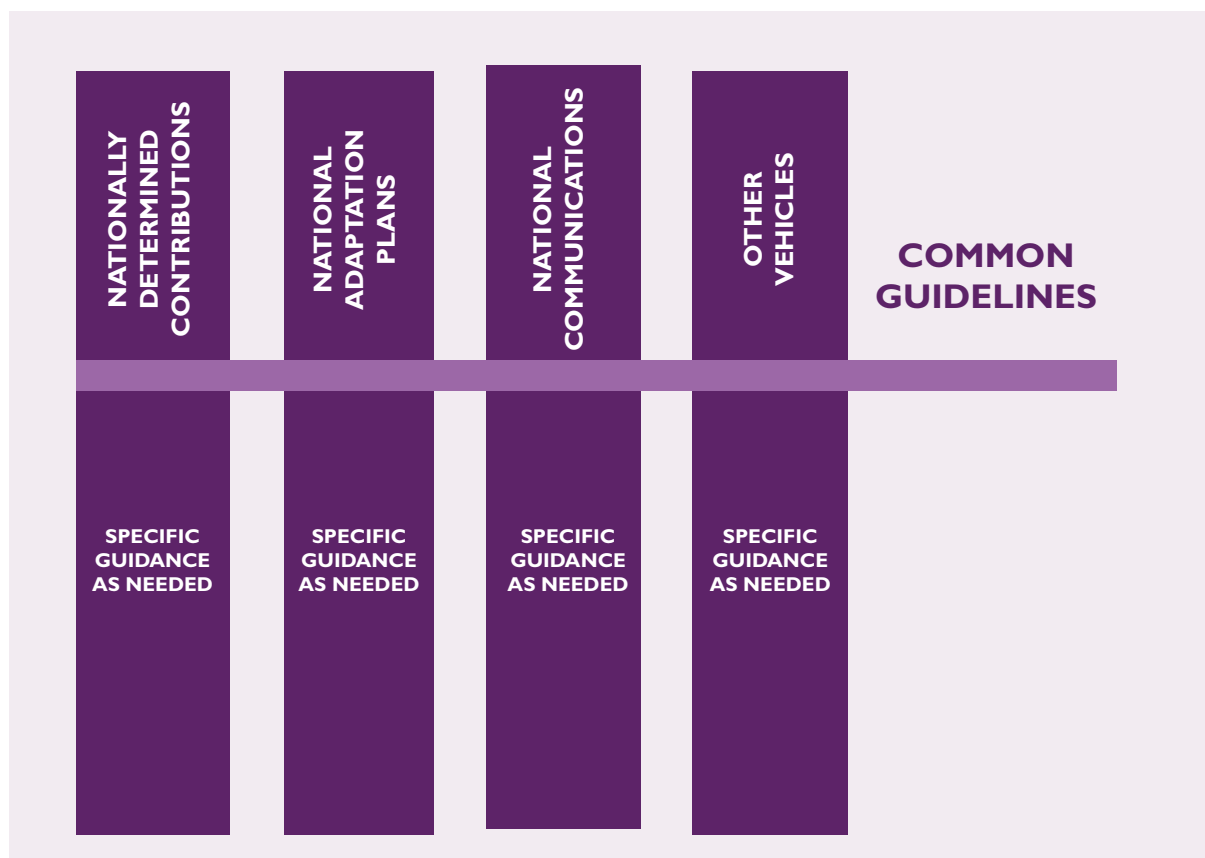 NATIONALLY
DETERMINED
CONTRIBUTIONS
NATIONAL
ADAPTATION
PLANS
NATIONAL
COMMUNICATIONS
OTHER
VEHICLES
COMMON
GUIDELINES
SPECIFIC
GUIDANCE
AS NEEDED
SPECIFIC
GUIDANCE
AS NEEDED
SPECIFIC
GUIDANCE
AS NEEDED
SPECIFIC
GUIDANCE
AS NEEDED